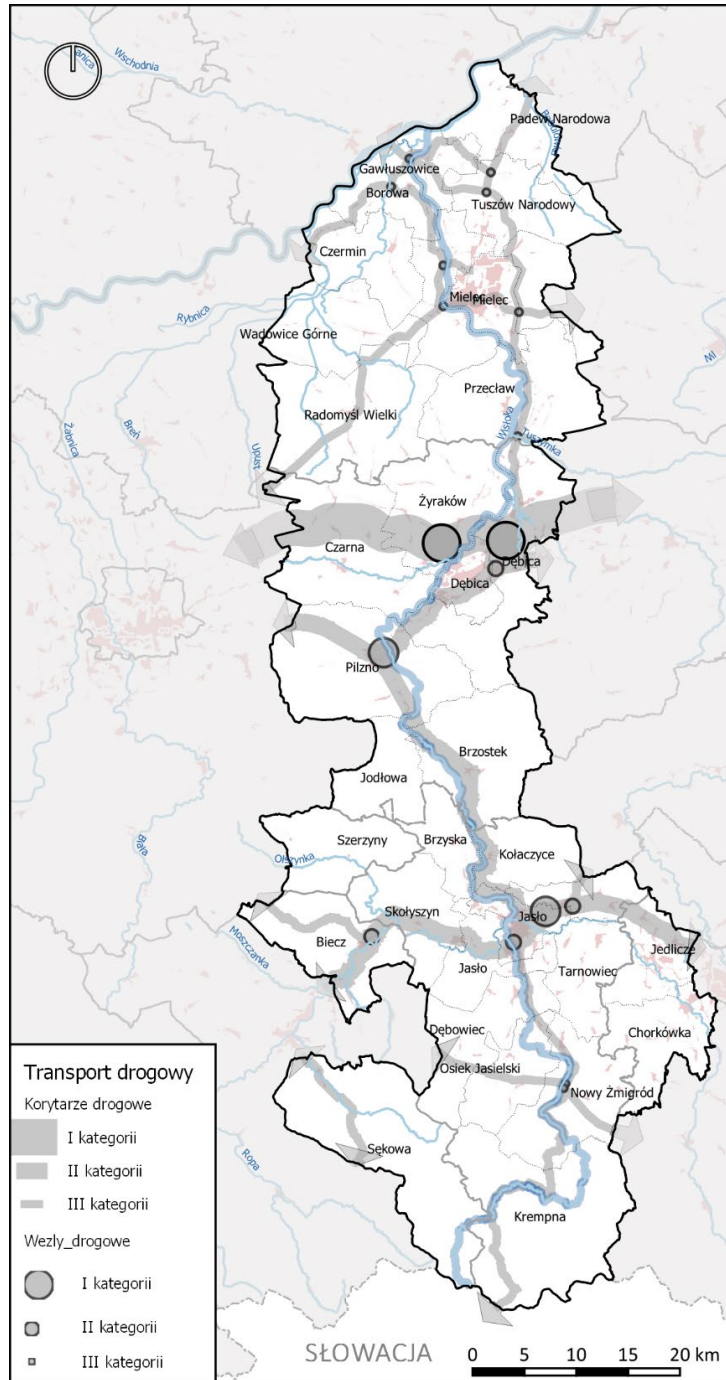 Wschodnia
Padew Narodowa
Gawłuszowice
Borowa
Tuszów Narodowy
Czermin
Mielec
Mielec
Rybnica
Wadowice Górne
Przecław
Żabnica
Breń
Radomyśl Wielki
Wisłoka
Tuszymka
Upust
Żyraków
Czarna
Dębica
Dębica
Pilzno
Brzostek
Jodłowa
Biała
Szerzyny
Brzyska
Kołaczyce
Olszynka
Skołyszyn
Jasło
Biecz
Moszczanka
Jasło
Tarnowiec
Jedlicze
Dębowiec
Chorkówka
Osiek Jasielski
Nowy Żmigród
Sękowa
Ropa
Krempna
Transport drogowy
Korytarze drogowe
I kategorii
II kategorii
III kategorii
Wezly_drogowe
I kategorii
II kategorii
III kategorii
SŁOWACJA
0 5 10 15 20 km